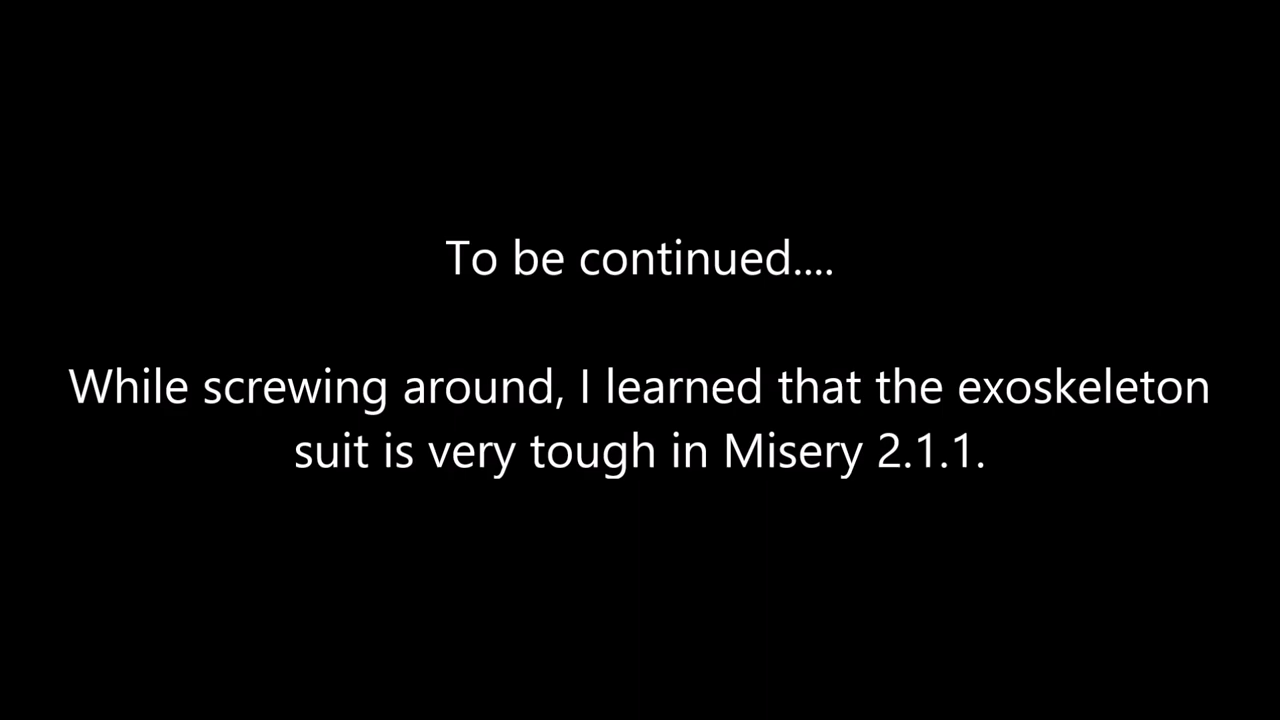 To be continued....
While screwing around, I learned that the exoskeleton
suit is very tough in Misery 2.1.1.